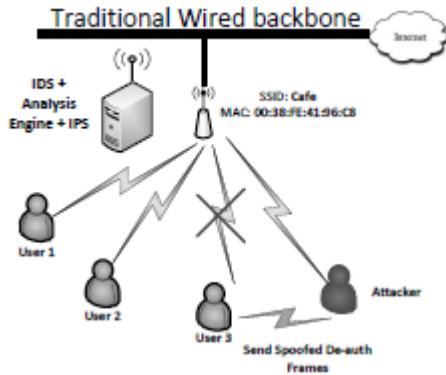 Traditional Wired backbone
Internet
IDS +
Analysis
Engine + IPS
SSID: Cafe
MAC: 00:38:FE:41:96:C8
User 1
User 2
User 3
Attacker
Send Spoofed De-auth
Frames